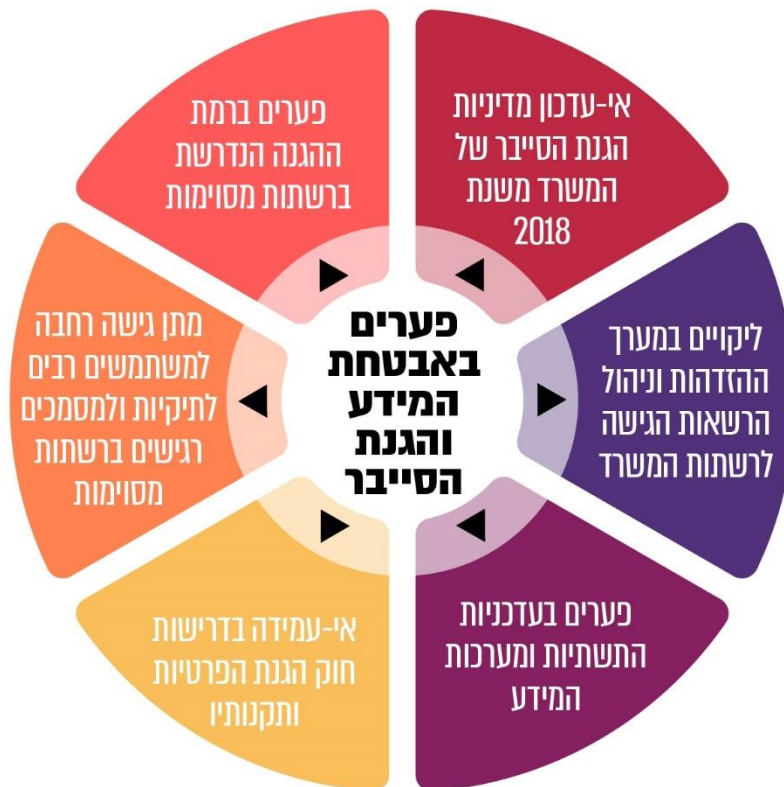 פערים
באבטחת
המידע
והגנת
הסייבר
אי-עדכון מדיניות
הגנת הסייבר של
המשרד משנת
2018
ליקויים במערך
ההזדהות וניהול
הרשאות הגישה
לרשתות המשרד
פערים בעדכניות
התשתיות ומערכות
המידע
אי-עמידה בדרישות
חוק הגנת הפרטיות
ותקנותיו
מתן גישה רחבה
למשתמשים רבים
לתיקיות ולמסמכים
רגישים ברשתות
מסוימות
פערים ברמת
ההגנה הנדרשת
ברשתות מסוימות